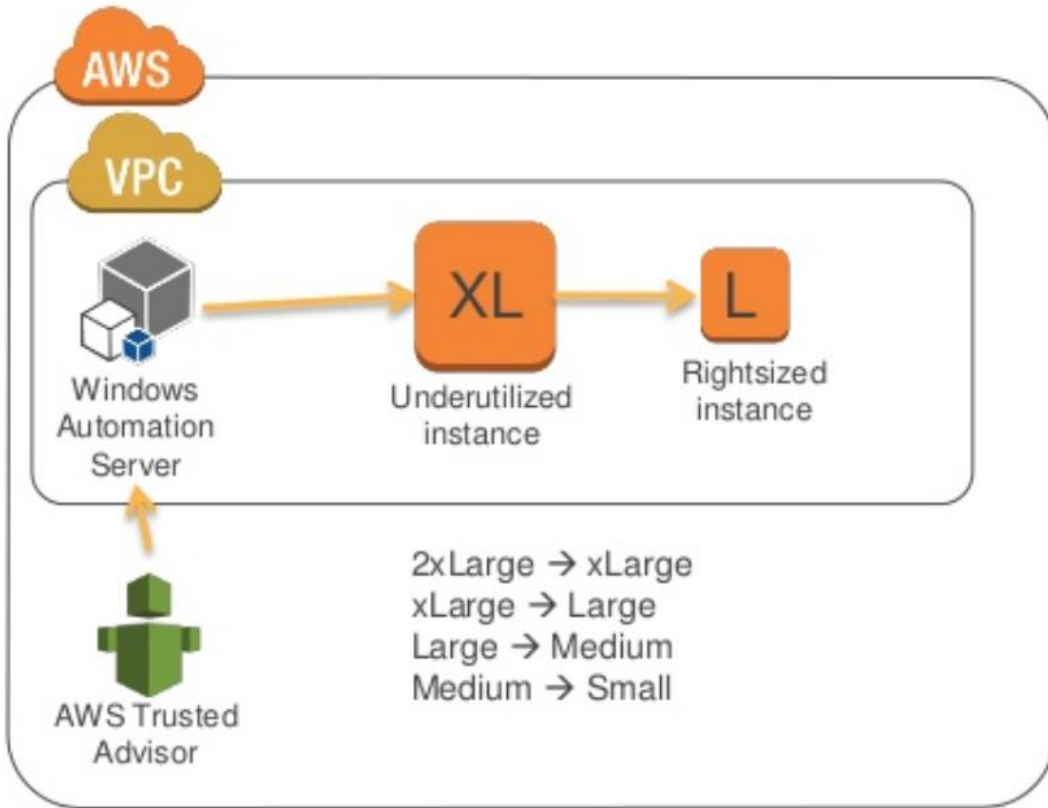 AWS
VPC
XL
L
Windows
Automation
Server
Underutilized
instance
Rightsized
instance
2xLarge → xLarge
xLarge → Large
Large → Medium
Medium → Small
AWS Trusted
Advisor